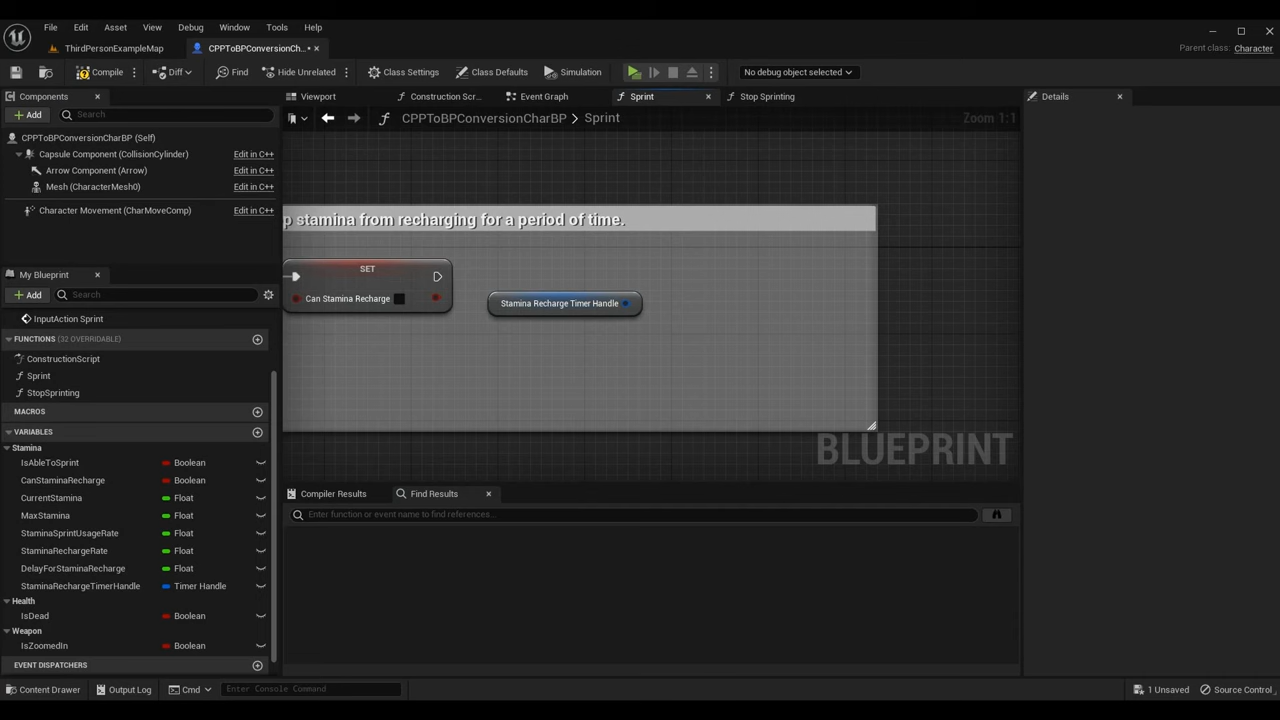 File Edit Asset View Debug Window Tools Help
ThirdPersonExampleMap
CPPToBPConversionCh...•
Parent class: Character
Compile
Diff
Find
Hide Unrelated
Class Settings
Class Defaults
Simulation
No debug object selected
Components
Viewport
Construction Scr...
Event Graph
Sprint
Stop Sprinting
Details
Add
Search
CPPToBPConversionCharBP > Sprint
Zoom 1:1
CPPToBPConversionCharBP (Self)
Capsule Component (CollisionCylinder) Edit in C++
Arrow Component (Arrow) Edit in C++
Mesh (CharacterMesh0) Edit in C++
Character Movement (CharMoveComp) Edit in C++
p stamina from recharging for a period of time.
SET
Can Stamina Recharge
Stamina Recharge Timer Handle
BLUEPRINT
My Blueprint
Add
Search
InputAction Sprint
FUNCTIONS (32 OVERRIDABLE)
ConstructionScript
Sprint
StopSprinting
MACROS
VARIABLES
Stamina
IsAbleToSprint Boolean
CanStaminaRecharge Boolean
CurrentStamina Float
MaxStamina Float
StaminaSprintUsageRate Float
StaminaRechargeRate Float
DelayForStaminaRecharge Float
StaminaRechargeTimerHandle Timer Handle
Health
IsDead Boolean
Weapon
IsZoomedIn Boolean
EVENT DISPATCHERS
Compiler Results
Find Results
Enter function or event name to find references...
Content Drawer
Output Log
Cmd
Enter Console Command
1 Unsaved
Source Control